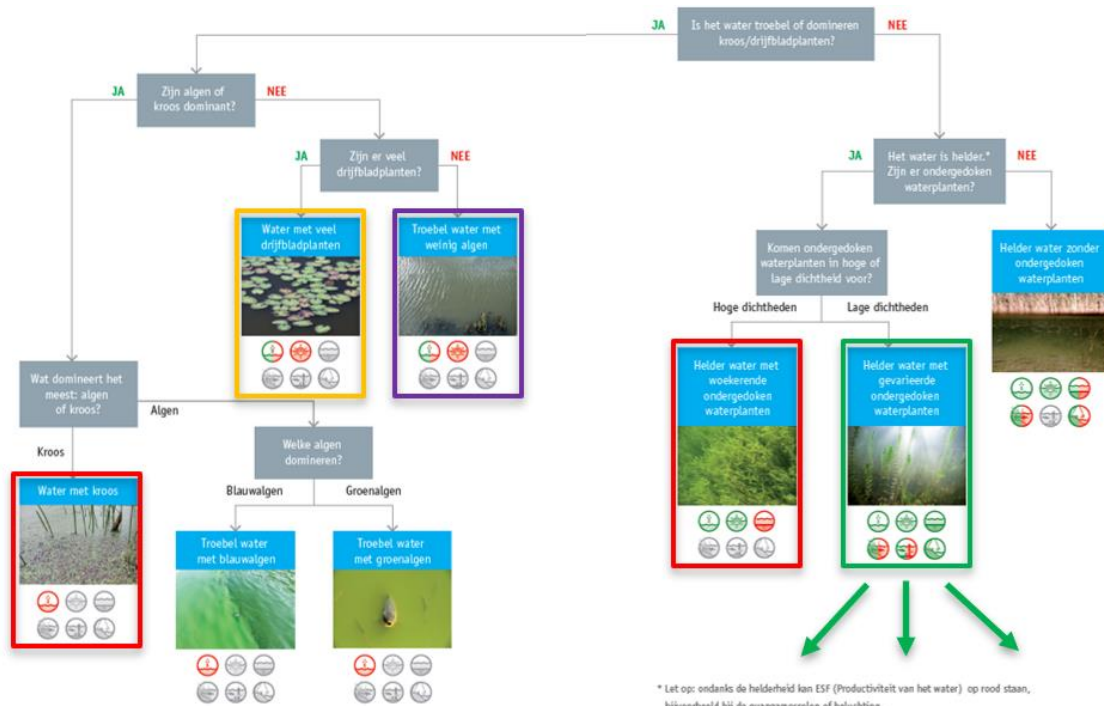 Is het water troebel of domineren
kroos/drijfbladplanten?
JA
NEE
Zijn algen of
kroos dominant?
JA
NEE
Zijn er veel
drijfbladplanten?
JA
NEE
Het water is helder.*
Zijn er ondergedoken
waterplanten?
JA
NEE
Water met veel
drijfbladplanten
Troebel water met
weinig algen
Komen ondergedoken
waterplanten in hoge of
lage dichtheid voor?
Helder water zonder
ondergedoken
waterplanten
Hoge dichtheden
Lage dichtheden
Wat domineert het
meest: algen
of kroos?
Algen
Kroos
Helder water met
woekerende
ondergedoken
waterplanten
Helder water met
gevarieerde
ondergedoken
waterplanten
Welke algen
domineren?
Blauwalgen
Groenalgen
Water met kroos
Troebel water
met blauwalgen
Troebel water
met groenalgen
* Let op: ondanks de helderheid kan ESF (Productiviteit van het water) op rood staan,